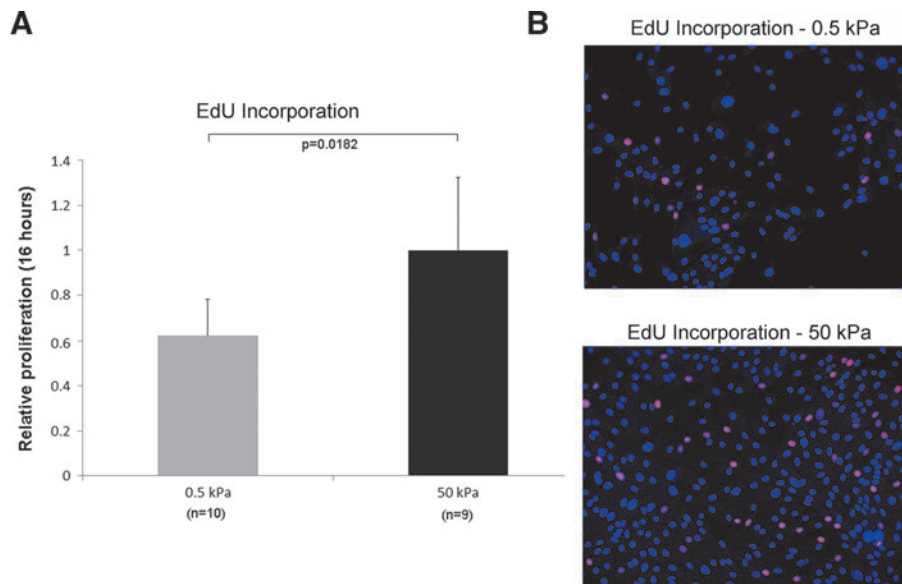 A
EdU Incorporation
p=0.0182
Relative proliferation (16 hours)
1.4
1.2
1
0.8
0.6
0.4
0.2
0
0.5 kPa
50 kPa
(n=10)
(n=9)
B
EdU Incorporation - 0.5 kPa
EdU Incorporation - 50 kPa